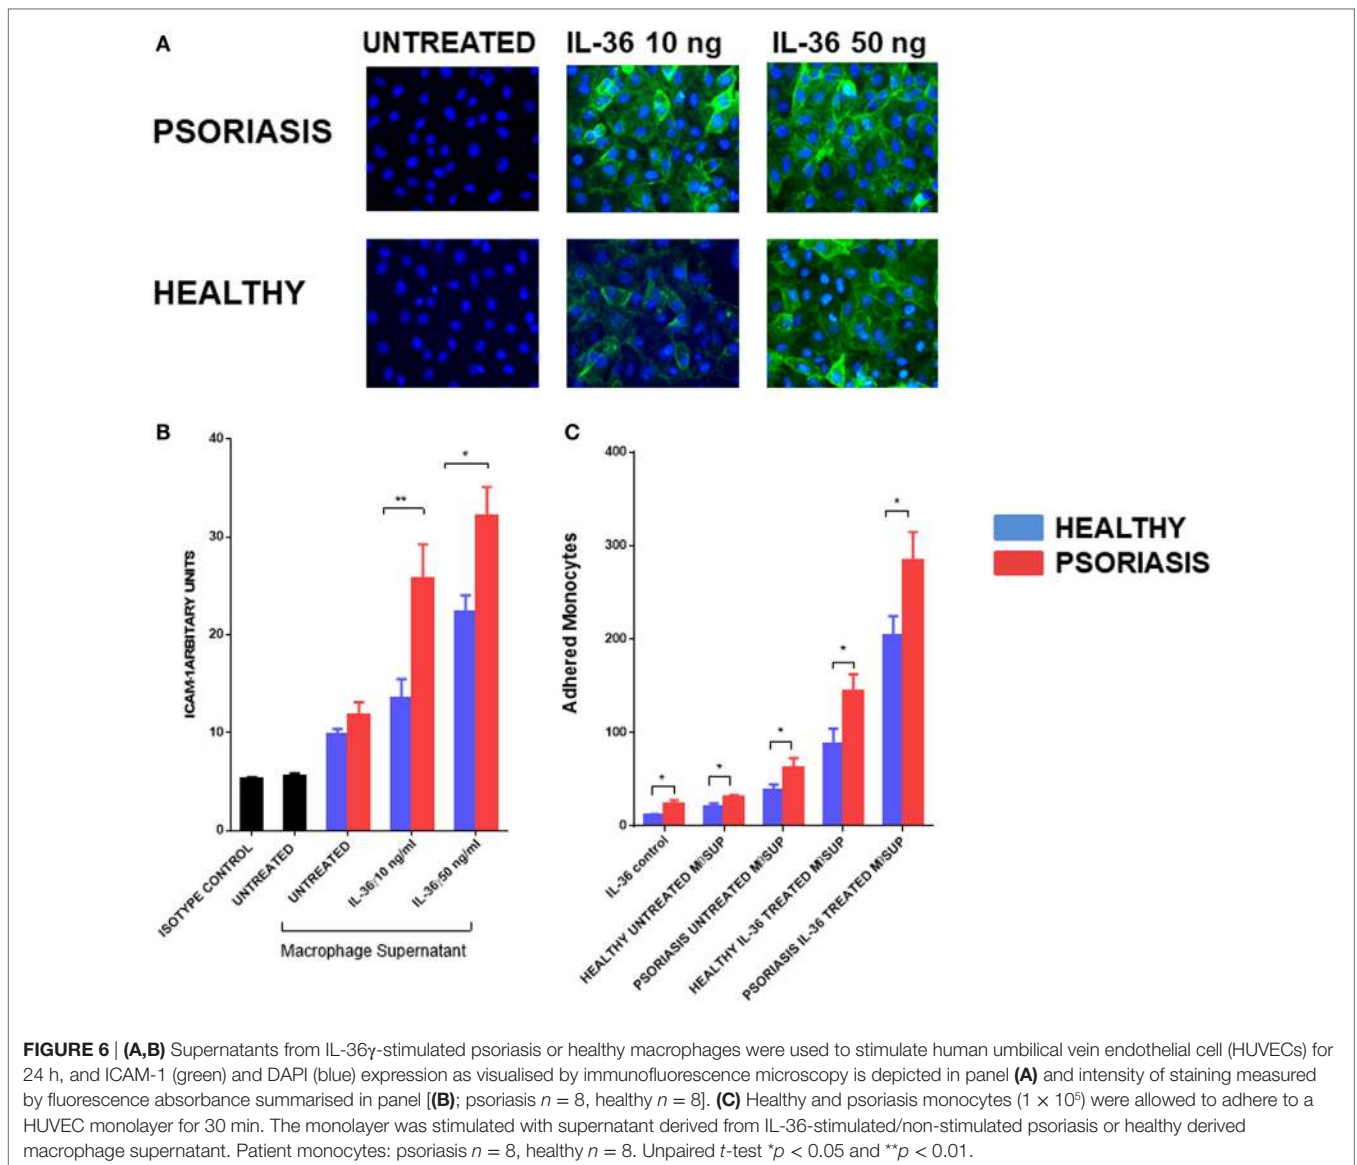 A
UNTREATED IL-36 10 ng IL-36 50 ng
PSORIASIS
HEALTHY
B
40
30
20
10
0
ICAM-1ARBITARY UNITS
ISOTYPE CONTROL
UNTREATED
UNTREATED
IL-36γ10 ng/ml
IL-36γ50 ng/ml
Macrophage Supernatant
**
*
C
400
300
200
100
0
Adhered Monocytes
*
*
*
*
*
IL-36 control
HEALTHY UNTREATED MΦSUP
PSORIASIS UNTREATED MΦSUP
HEALTHY IL-36 TREATED MΦSUP
PSORIASIS IL-36 TREATED MΦSUP
HEALTHY
PSORIASIS
FIGURE 6 | (A,B) Supernatants from IL-36γ-stimulated psoriasis or healthy macrophages were used to stimulate human umbilical vein endothelial cell (HUVECs) for
24 h, and ICAM-1 (green) and DAPI (blue) expression as visualised by immunofluorescence microscopy is depicted in panel (A) and intensity of staining measured
by fluorescence absorbance summarised in panel [(B); psoriasis n = 8, healthy n = 8]. (C) Healthy and psoriasis monocytes (1 × 10⁵) were allowed to adhere to a
HUVEC monolayer for 30 min. The monolayer was stimulated with supernatant derived from IL-36-stimulated/non-stimulated psoriasis or healthy derived
macrophage supernatant. Patient monocytes: psoriasis n = 8, healthy n = 8. Unpaired t-test *p < 0.05 and **p < 0.01.